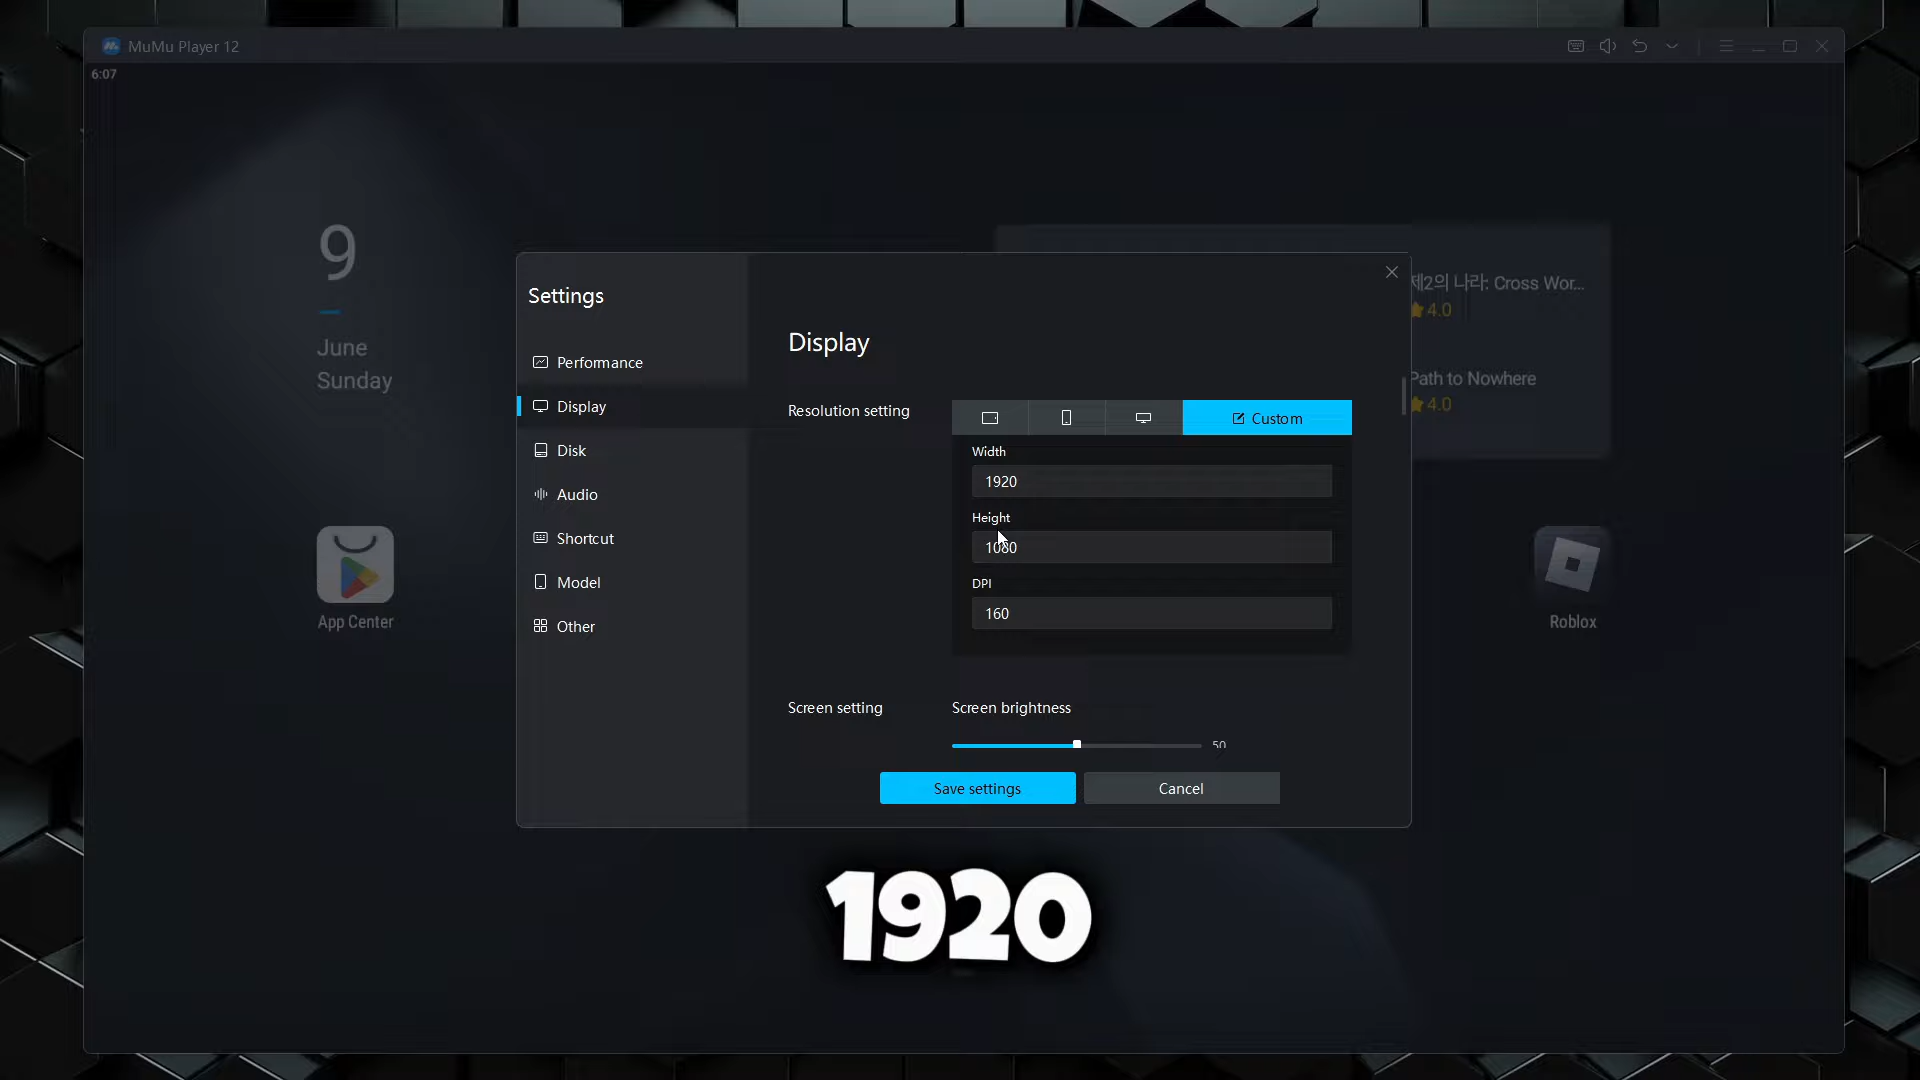 MuMu Player 12
6:07
9
June
Sunday
제2의 나라: Cross Wor...
4.0
Path to Nowhere
4.0
App Center
Roblox
Settings
Performance
Display
Disk
Audio
Shortcut
Model
Other
Display
Resolution setting
Custom
Width
1920
Height
1080
DPI
160
Screen setting
Screen brightness
50
Save settings
Cancel
1920